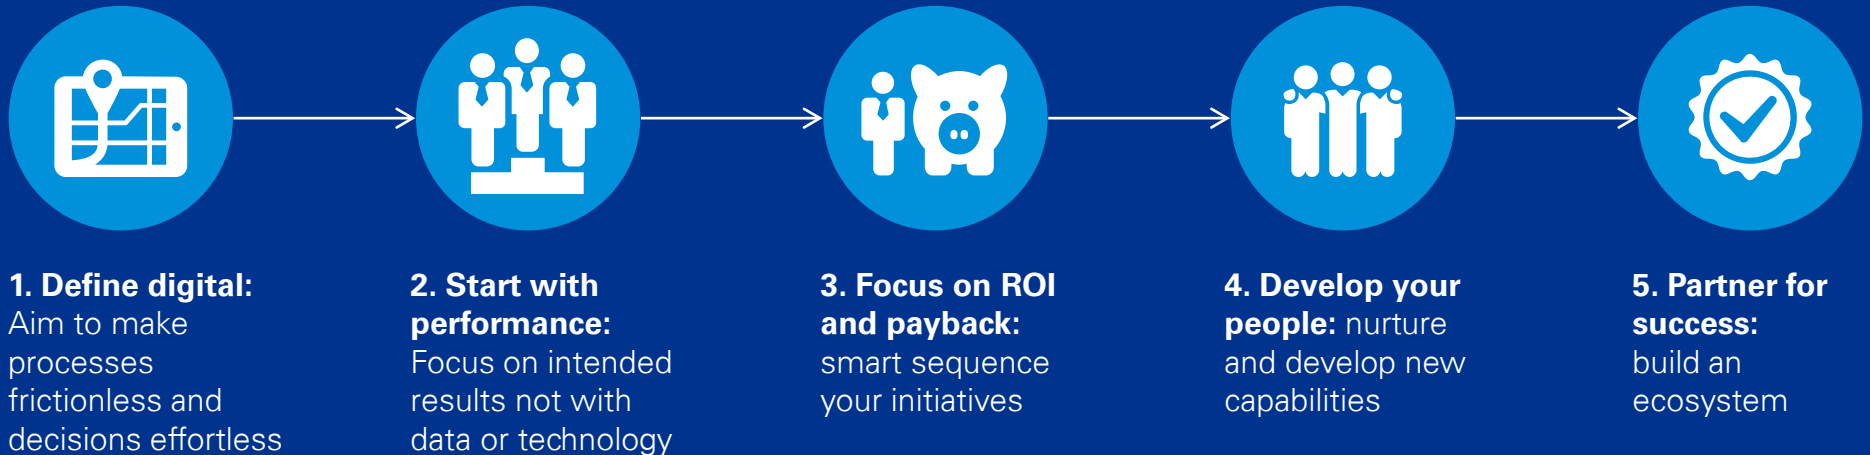 1. Define digital:
Aim to make
processes
frictionless and
decisions effortless
2. Start with
performance:
Focus on intended
results not with
data or technology
3. Focus on ROI
and payback:
smart sequence
your initiatives
4. Develop your
people: nurture
and develop new
capabilities
5. Partner for
success:
build an
ecosystem